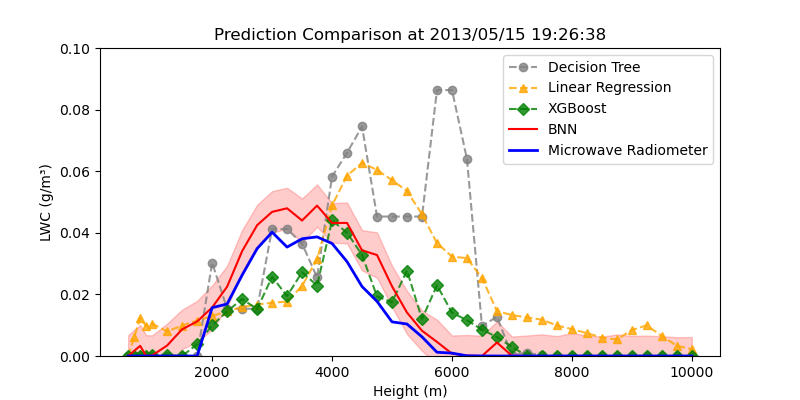 Prediction Comparison at 2013/05/15 19:26:38
0.10
0.08
0.06
0.04
0.02
0.00
LWC (g/m³)
Decision Tree
Linear Regression
XGBoost
BNN
Microwave Radiometer
2000
4000
6000
8000
10000
Height (m)